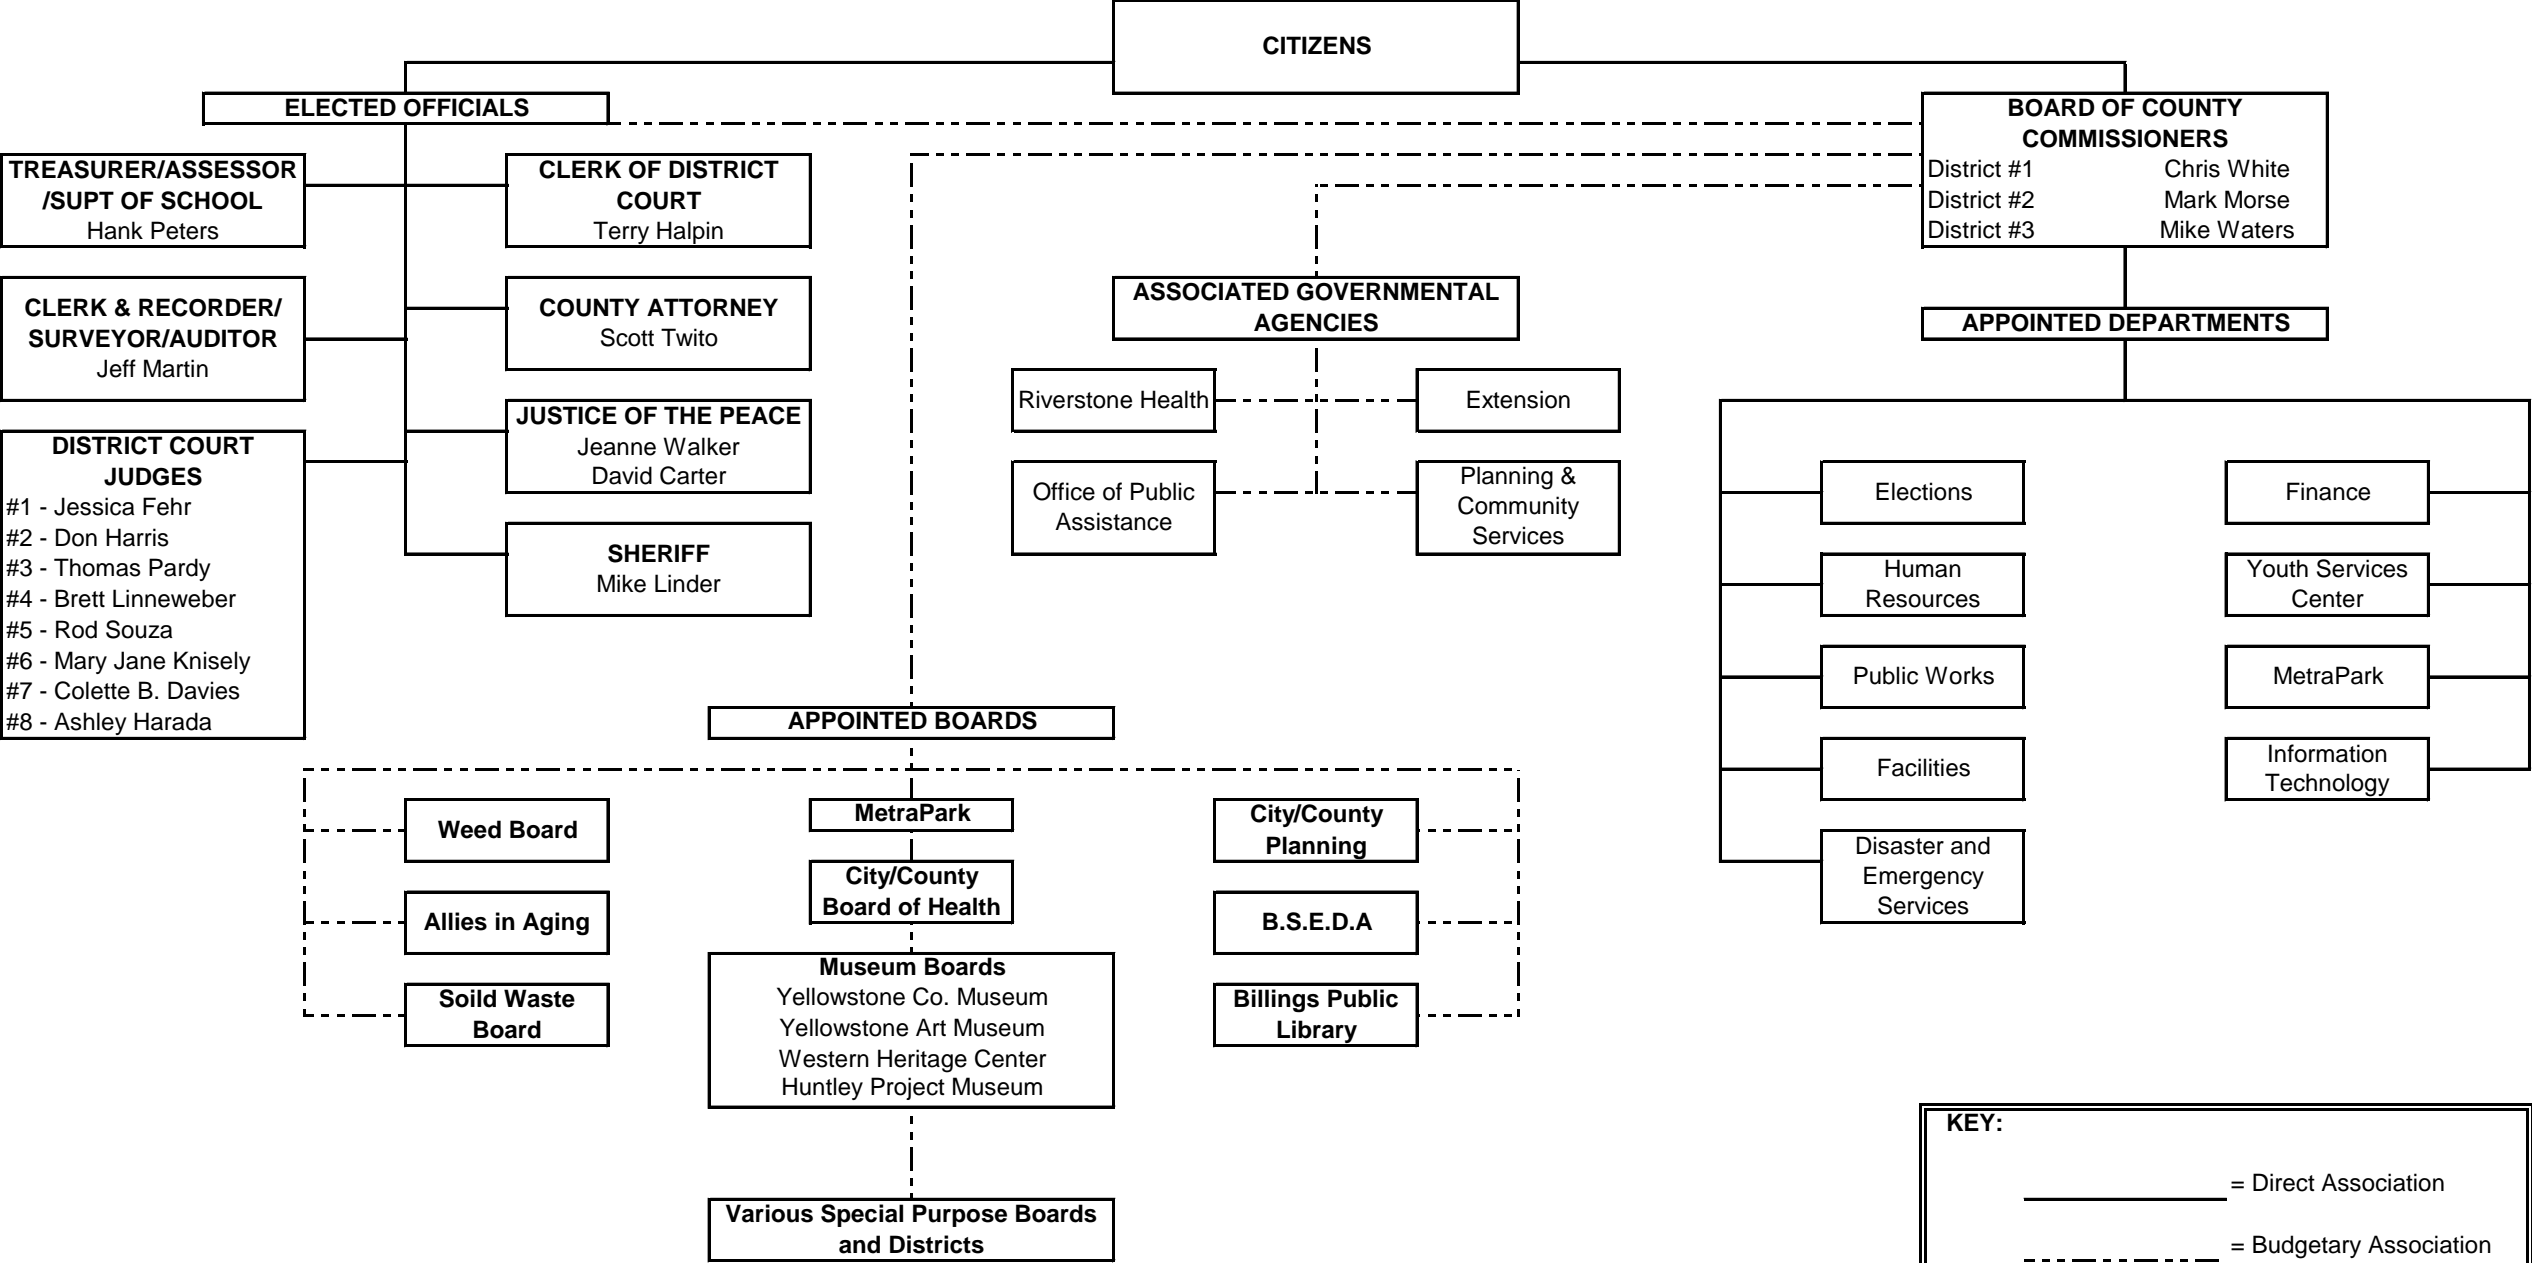 CITIZENS
ELECTED OFFICIALS
BOARD OF COUNTY
COMMISSIONERS
District #1 Chris White
District #2 Mark Morse
District #3 Mike Waters
TREASURER/ASSESSOR
/SUPT OF SCHOOL
Hank Peters
CLERK OF DISTRICT
COURT
Terry Halpin
CLERK & RECORDER/
SURVEYOR/AUDITOR
Jeff Martin
COUNTY ATTORNEY
Scott Twito
DISTRICT COURT
JUDGES
#1 - Jessica Fehr
#2 - Don Harris
#3 - Thomas Pardy
#4 - Brett Linneweber
#5 - Rod Souza
#6 - Mary Jane Knisely
#7 - Colette B. Davies
#8 - Ashley Harada
JUSTICE OF THE PEACE
Jeanne Walker
David Carter
SHERIFF
Mike Linder
ASSOCIATED GOVERNMENTAL
AGENCIES
Riverstone Health
Extension
Office of Public
Assistance
Planning &
Community
Services
APPOINTED DEPARTMENTS
Elections
Finance
Human
Resources
Youth Services
Center
Public Works
MetraPark
Facilities
Information
Technology
Disaster and
Emergency
Services
APPOINTED BOARDS
Weed Board
Allies in Aging
Soild Waste
Board
MetraPark
City/County
Board of Health
Museum Boards
Yellowstone Co. Museum
Yellowstone Art Museum
Western Heritage Center
Huntley Project Museum
City/County
Planning
B.S.E.D.A
Billings Public
Library
Various Special Purpose Boards
and Districts
KEY:
= Direct Association
= Budgetary Association